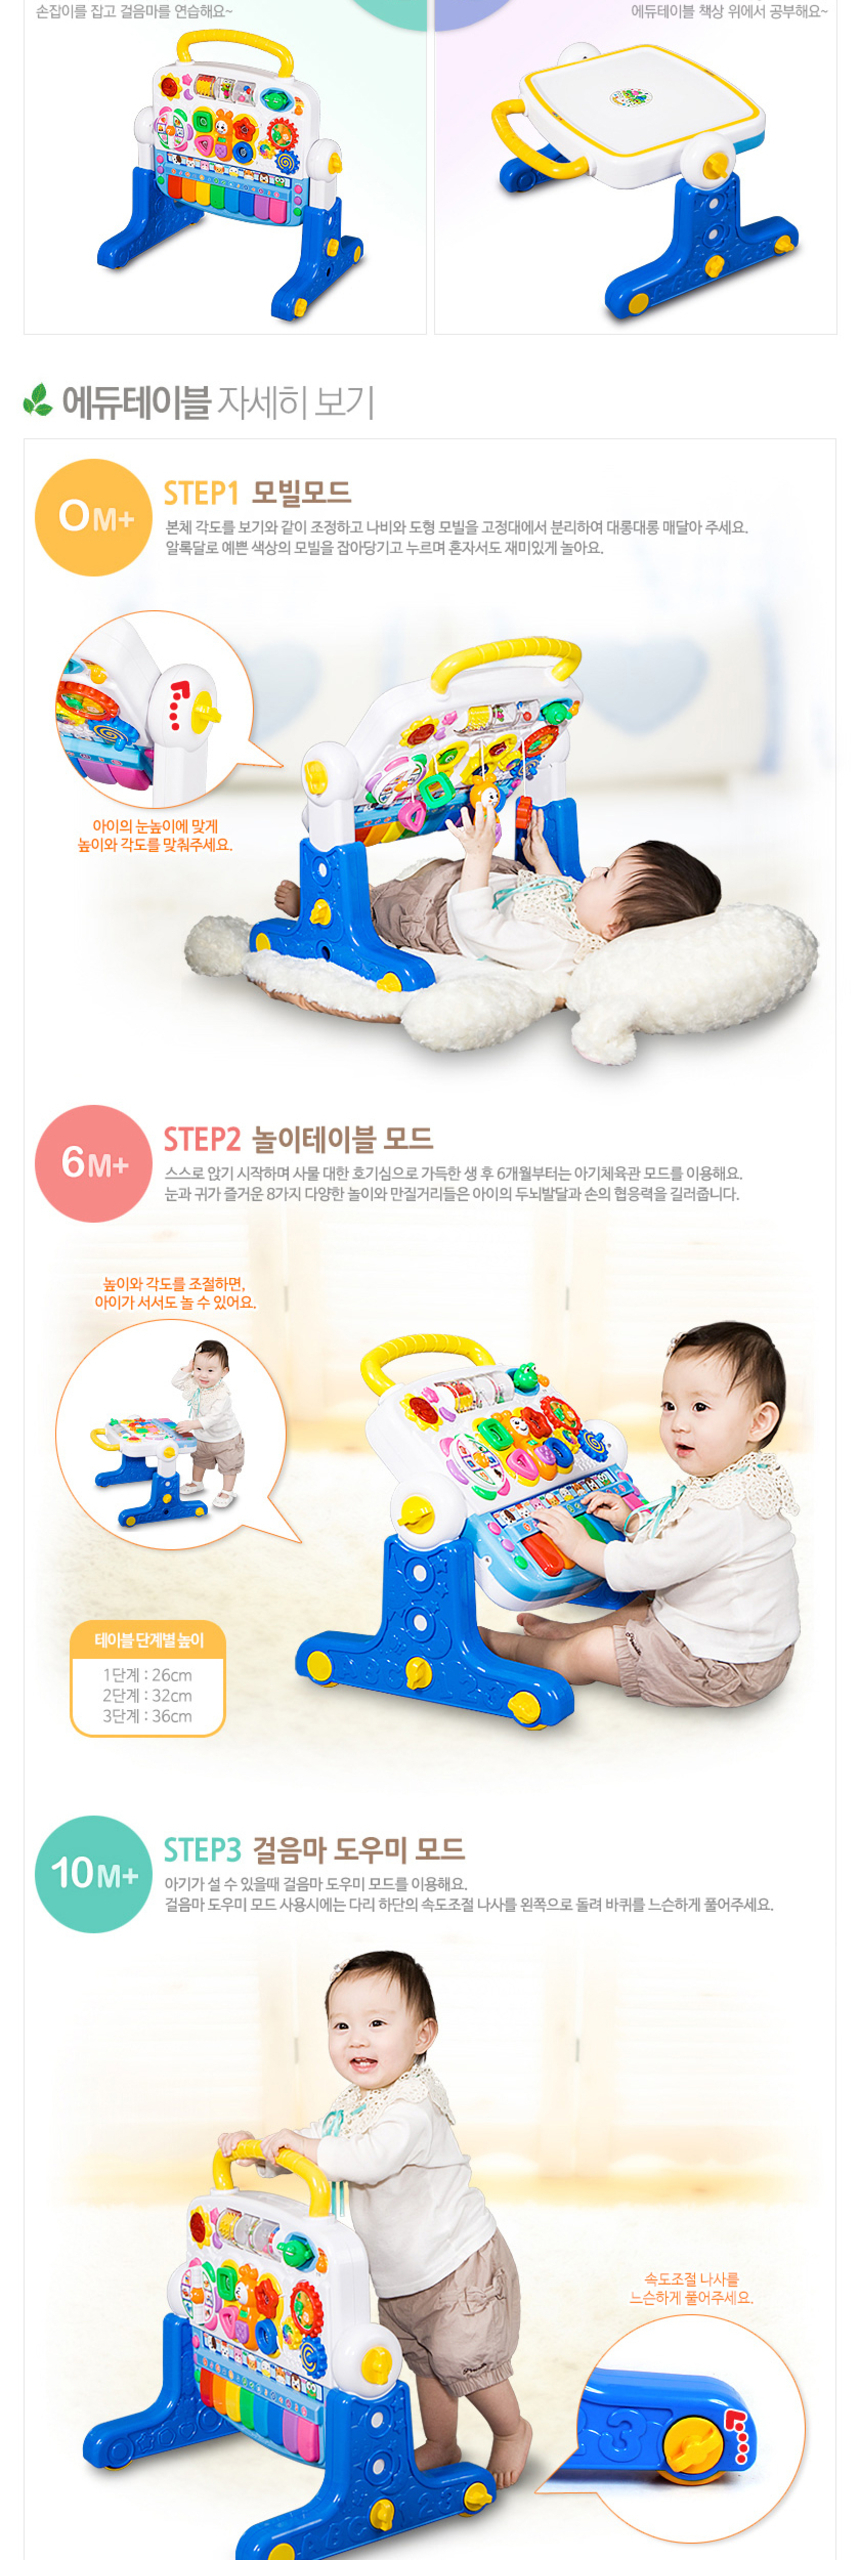 손잡이를 잡고 걸음마를 연습해요~
에듀테이블 책상 위에서 공부해요~
에듀테이블 자세히 보기
0M+
STEP1 모빌모드
본체 각도를 보기와 같이 조정하고 나비와 도형 모빌을 고정대에서 분리하여 대롱대롱 매달아 주세요.
알록달로 예쁜 색상의 모빌을 잡아당기고 누르며 혼자서도 재미있게 놀아요.
아이의 눈높이에 맞게
높이와 각도를 맞춰주세요.
6M+
STEP2 놀이테이블 모드
스스로 앉기 시작하며 사물 대한 호기심으로 가득한 생 후 6개월부터는 아기체육관 모드를 이용해요.
눈과 귀가 즐거운 8가지 다양한 놀이와 만질거리들은 아이의 두뇌발달과 손의 협응력을 길러줍니다.
높이와 각도를 조절하면,
아이가 서서도 놀 수 있어요.
테이블 단계별 높이
1단계 : 26cm
2단계 : 32cm
3단계 : 36cm
10M+
STEP3 걸음마 도우미 모드
아기가 설 수 있을때 걸음마 도우미 모드를 이용해요.
걸음마 도우미 모드 사용시에는 다리 하단의 속도조절 나사를 왼쪽으로 돌려 바퀴를 느슨하게 풀어주세요.
속도조절 나사를
느슨하게 풀어주세요.